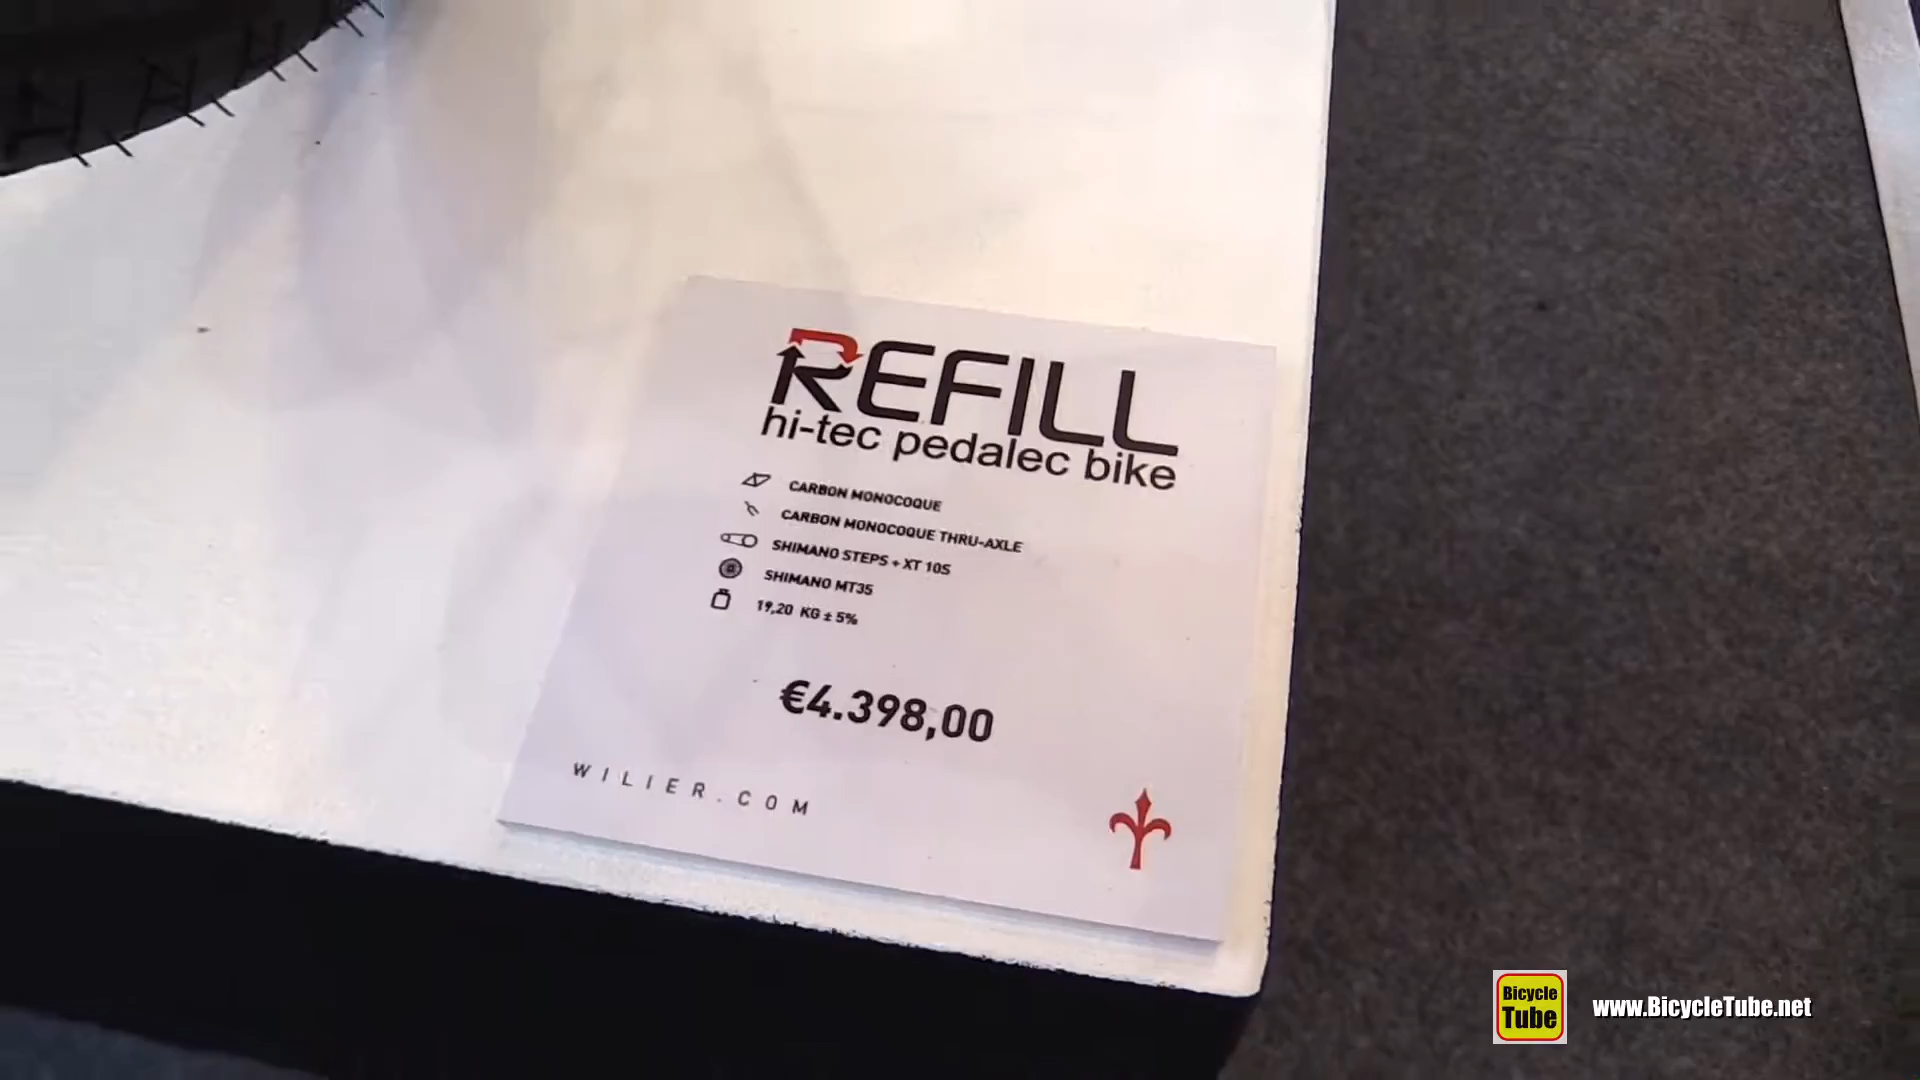 REFILL
hi-tec pedalec bike
CARBON MONOCOQUE
CARBON MONOCOQUE THRU-AXLE
SHIMANO STEPS + XT 10S
SHIMANO MT35
19,20 KG ± 5%
€4.398,00
WILIER.COM
Bicycle
Tube
www.BicycleTube.net